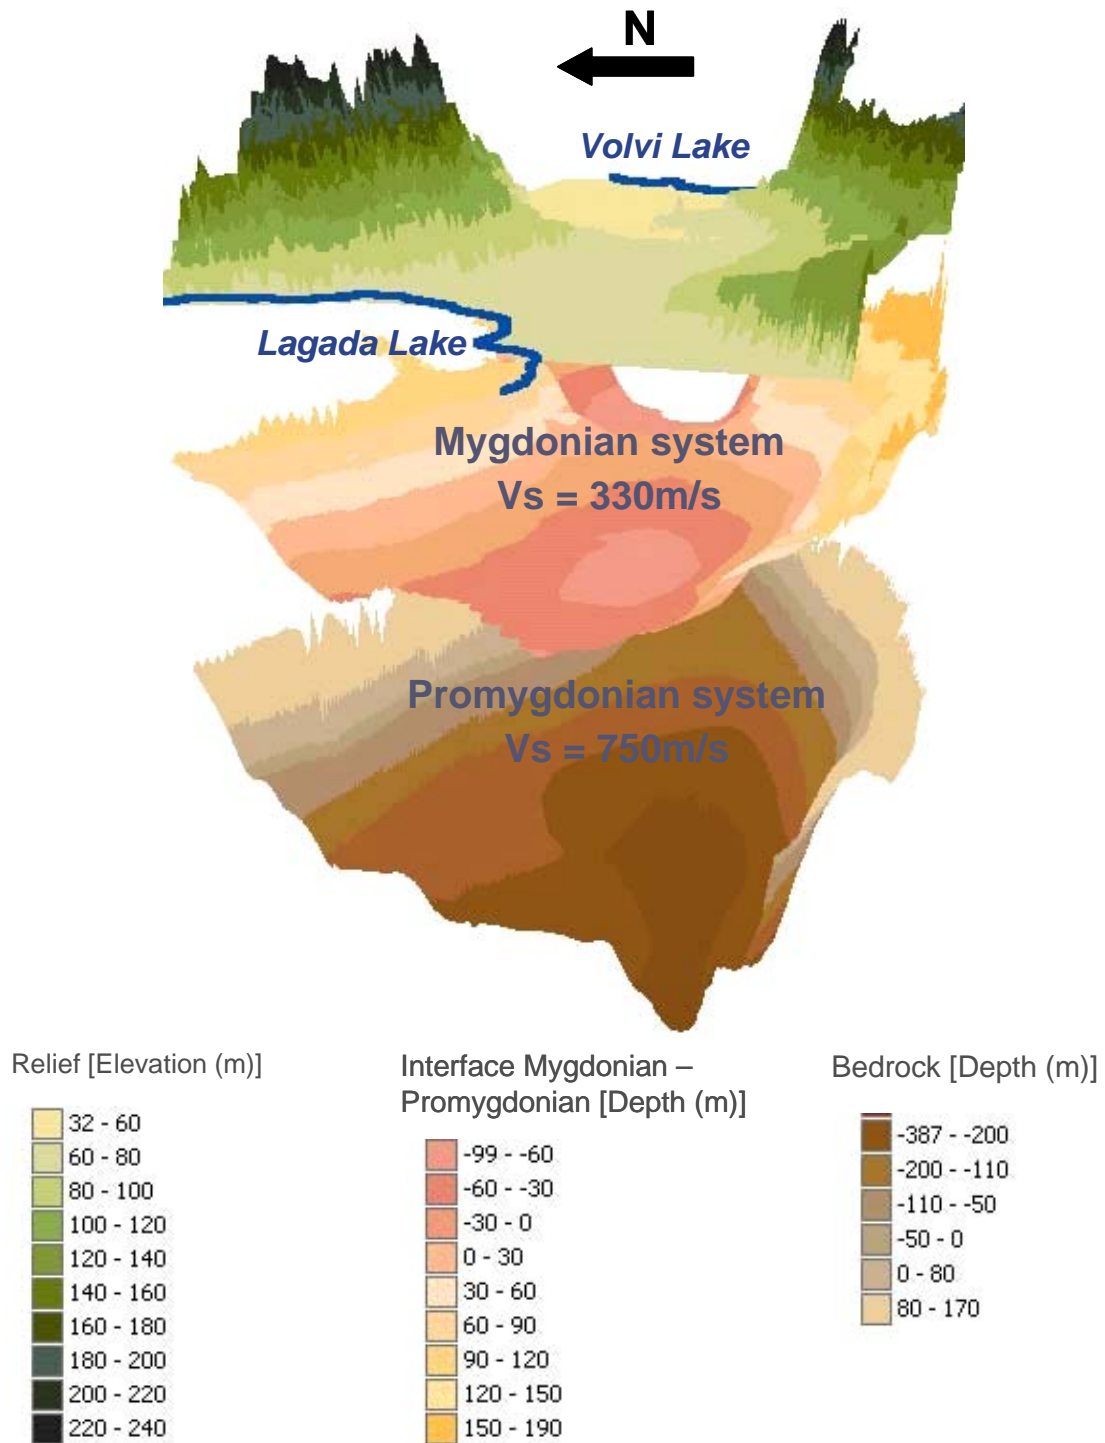 N
Volvi Lake
Lagada Lake
Mygdonian system
Vs = 330m/s
Promygdonian system
Vs = 750m/s
Relief [Elevation (m)]
32 - 60
60 - 80
80 - 100
100 - 120
120 - 140
140 - 160
160 - 180
180 - 200
200 - 220
220 - 240
Interface Mygdonian –
Promygdonian [Depth (m)]
-99 - -60
-60 - -30
-30 - 0
0 - 30
30 - 60
60 - 90
90 - 120
120 - 150
150 - 190
Bedrock [Depth (m)]
-387 - -200
-200 - -110
-110 - -50
-50 - 0
0 - 80
80 - 170